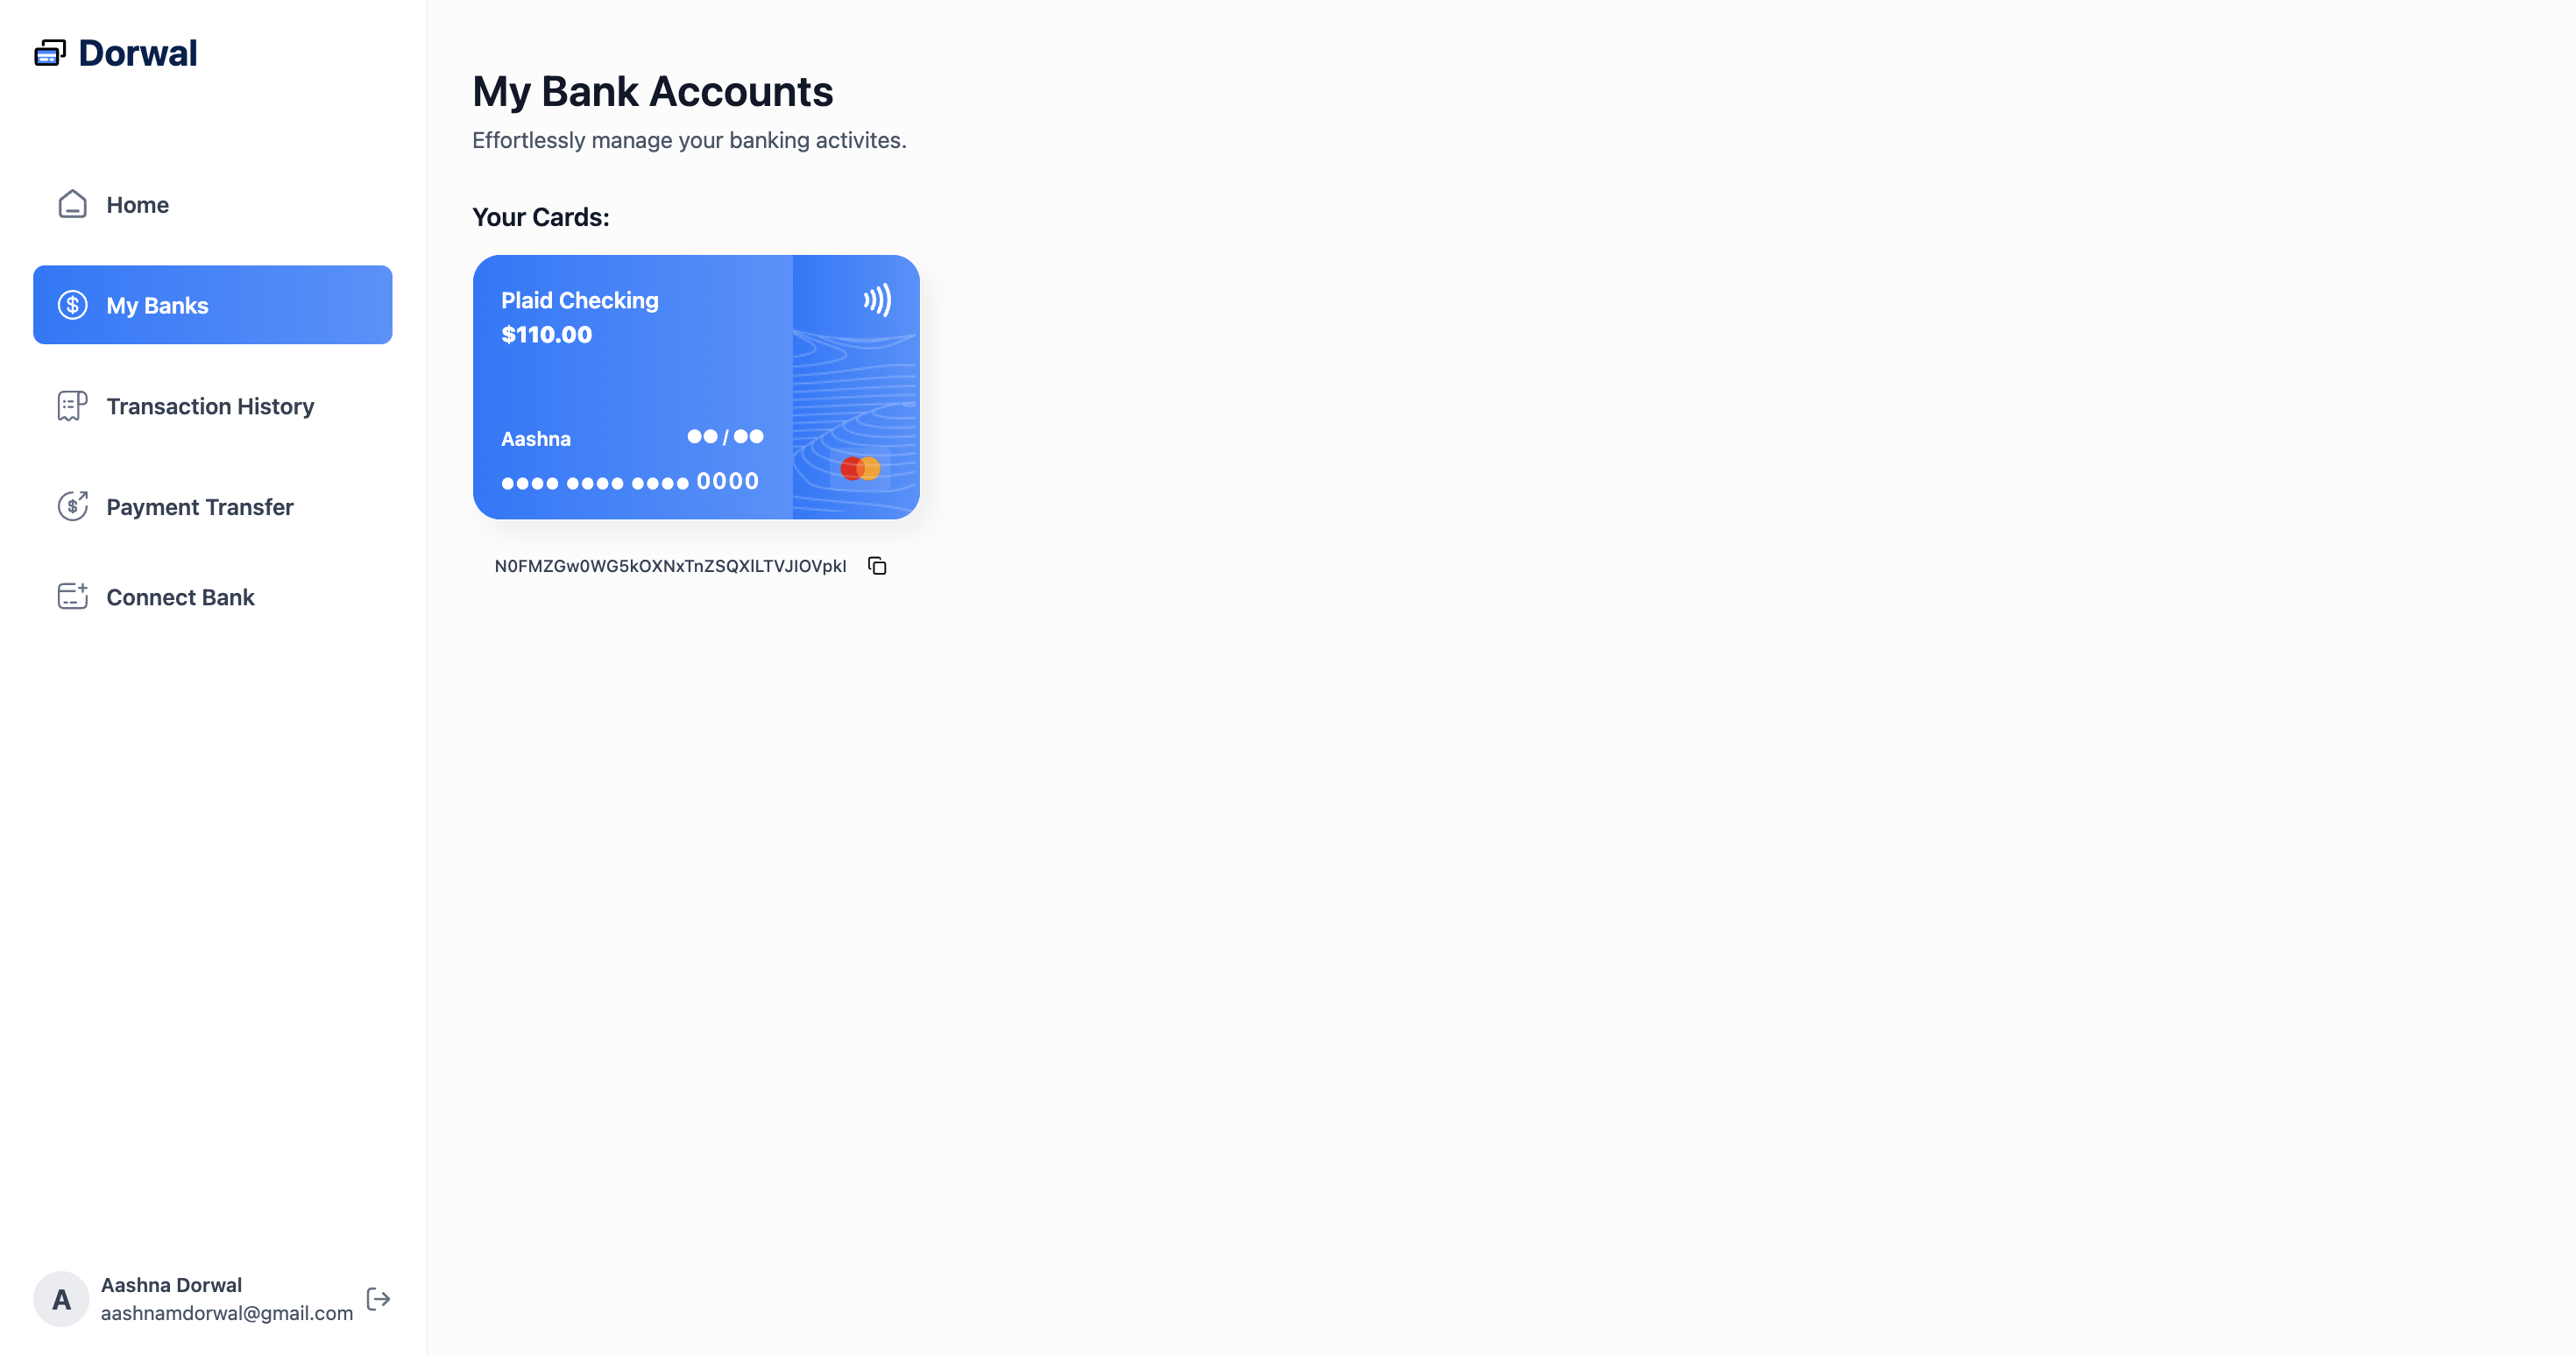 Dorwal
Home
My Banks
Transaction History
Payment Transfer
Connect Bank
A
Aashna Dorwal
aashnamdorwal@gmail.com
My Bank Accounts
Effortlessly manage your banking activites.
Your Cards:
Plaid Checking
$110.00
Aashna ●●/●●
●●●● ●●●● ●●●● 0000
N0FMZGw0WG5kOXNxTnZSQXlLTVJIOVpkl